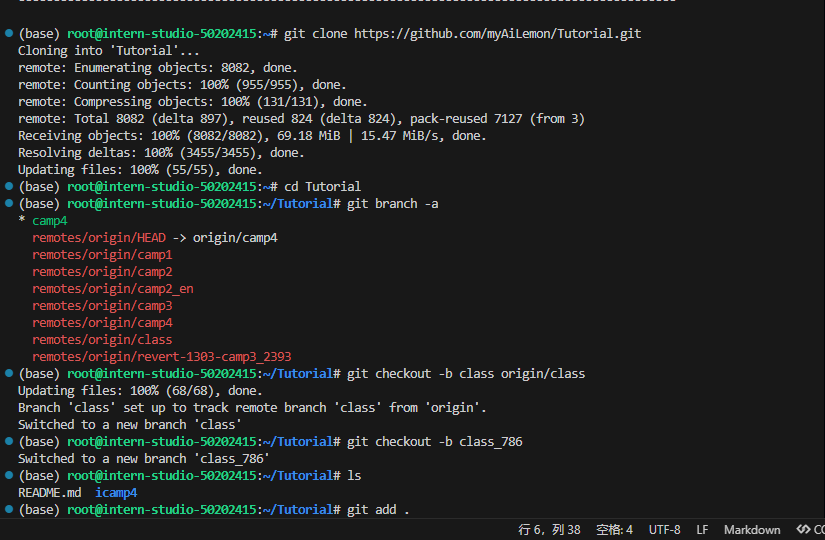 (base) root@intern-studio-50202415:~# git clone https://github.com/myAiLemon/Tutorial.git
Cloning into 'Tutorial'...
remote: Enumerating objects: 8082, done.
remote: Counting objects: 100% (955/955), done.
remote: Compressing objects: 100% (131/131), done.
remote: Total 8082 (delta 897), reused 824 (delta 824), pack-reused 7127 (from 3)
Receiving objects: 100% (8082/8082), 69.18 MiB | 15.47 MiB/s, done.
Resolving deltas: 100% (3455/3455), done.
Updating files: 100% (55/55), done.
(base) root@intern-studio-50202415:~# cd Tutorial
(base) root@intern-studio-50202415:~/Tutorial# git branch -a
* camp4
remotes/origin/HEAD -> origin/camp4
remotes/origin/camp1
remotes/origin/camp2
remotes/origin/camp2_en
remotes/origin/camp3
remotes/origin/camp4
remotes/origin/class
remotes/origin/revert-1303-camp3_2393
(base) root@intern-studio-50202415:~/Tutorial# git checkout -b class origin/class
Updating files: 100% (68/68), done.
Branch 'class' set up to track remote branch 'class' from 'origin'.
Switched to a new branch 'class'
(base) root@intern-studio-50202415:~/Tutorial# git checkout -b class_786
Switched to a new branch 'class_786'
(base) root@intern-studio-50202415:~/Tutorial# ls
README.md icamp4
(base) root@intern-studio-50202415:~/Tutorial# git add .
行 6，列 38 空格: 4 UTF-8 LF Markdown